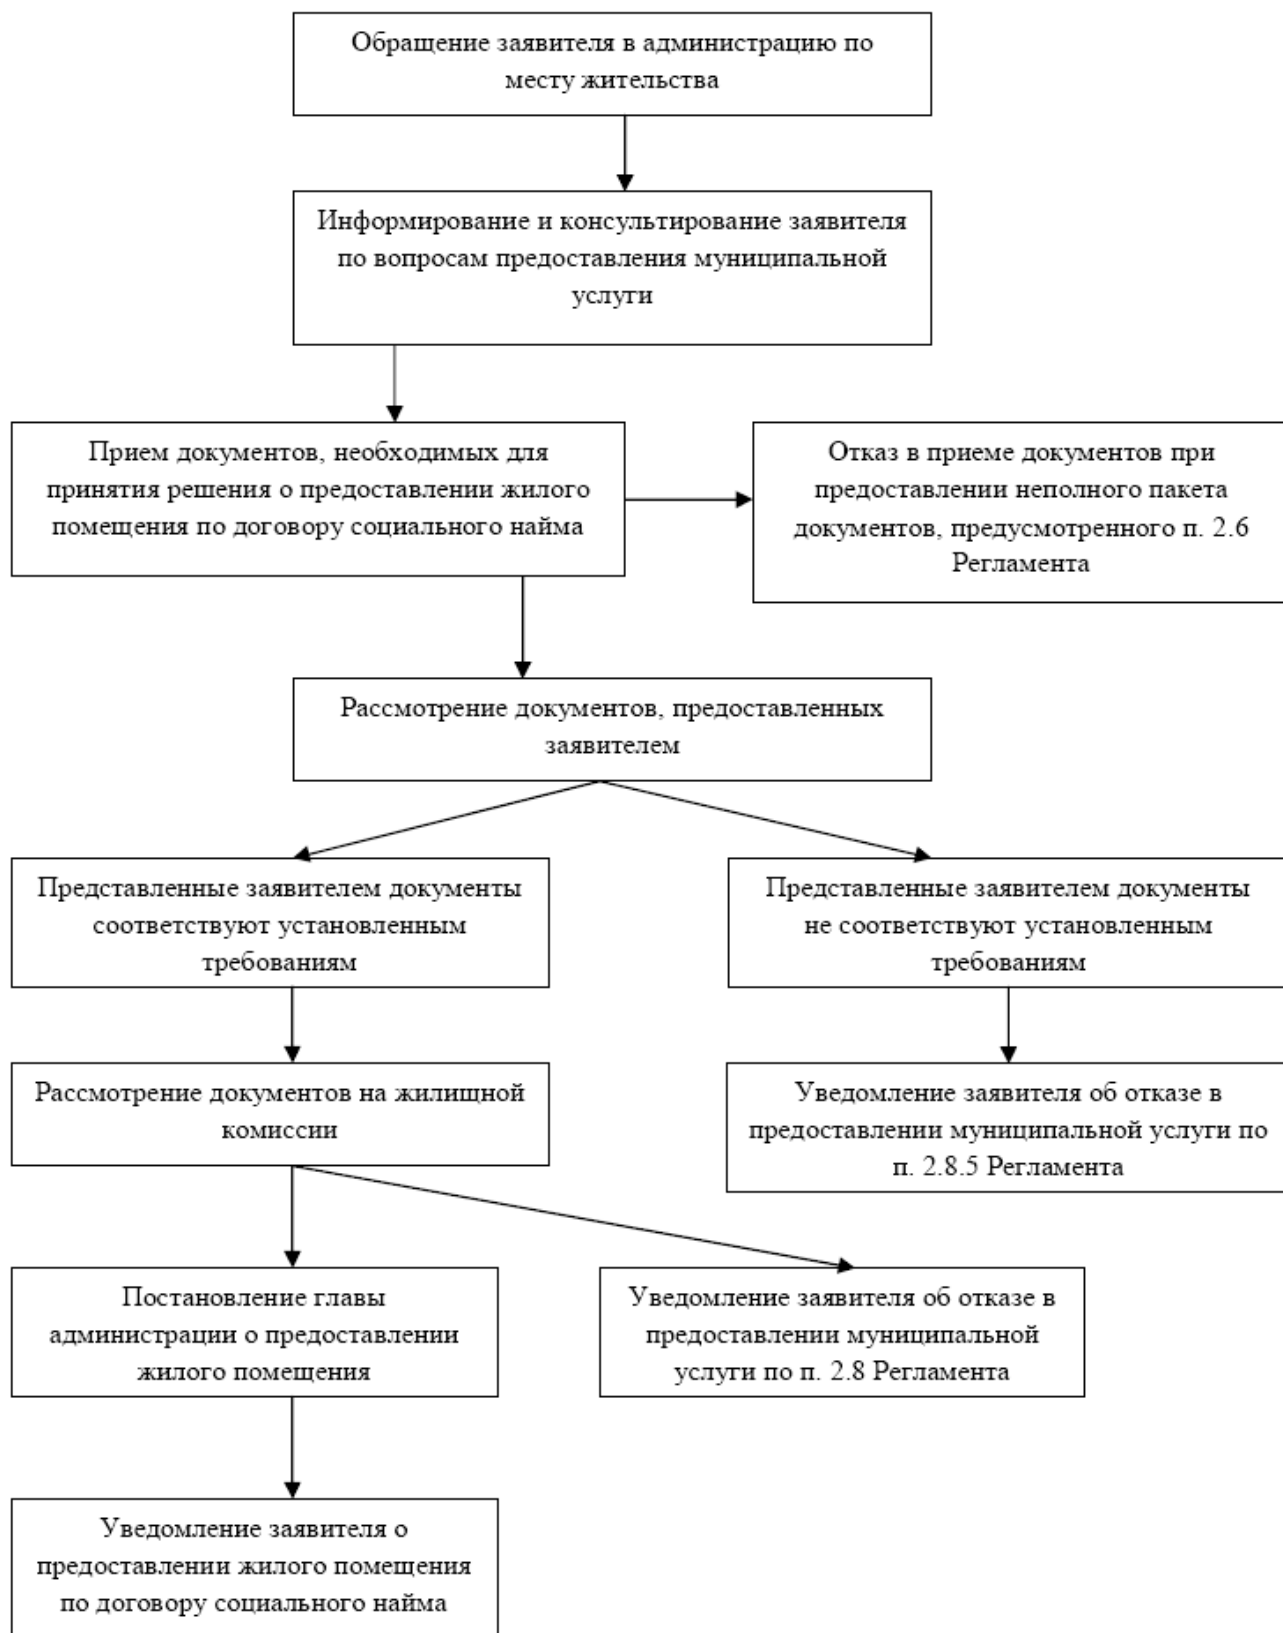 Обращение заявителя в администрацию по
месту жительства
Информирование и консультирование заявителя
по вопросам предоставления муниципальной
услуги
Прием документов, необходимых для
принятия решения о предоставлении жилого
помещения по договору социального найма
Отказ в приеме документов при
предоставлении неполного пакета
документов, предусмотренного п. 2.6
Регламента
Рассмотрение документов, предоставленных
заявителем
Представленные заявителем документы
соответствуют установленным
требованиям
Представленные заявителем документы
не соответствуют установленным
требованиям
Рассмотрение документов на жилищной
комиссии
Уведомление заявителя об отказе в
предоставлении муниципальной услуги по
п. 2.8.5 Регламента
Постановление главы
администрации о предоставлении
жилого помещения
Уведомление заявителя об отказе в
предоставлении муниципальной
услуги по п. 2.8 Регламента
Уведомление заявителя о
предоставлении жилого помещения
по договору социального найма